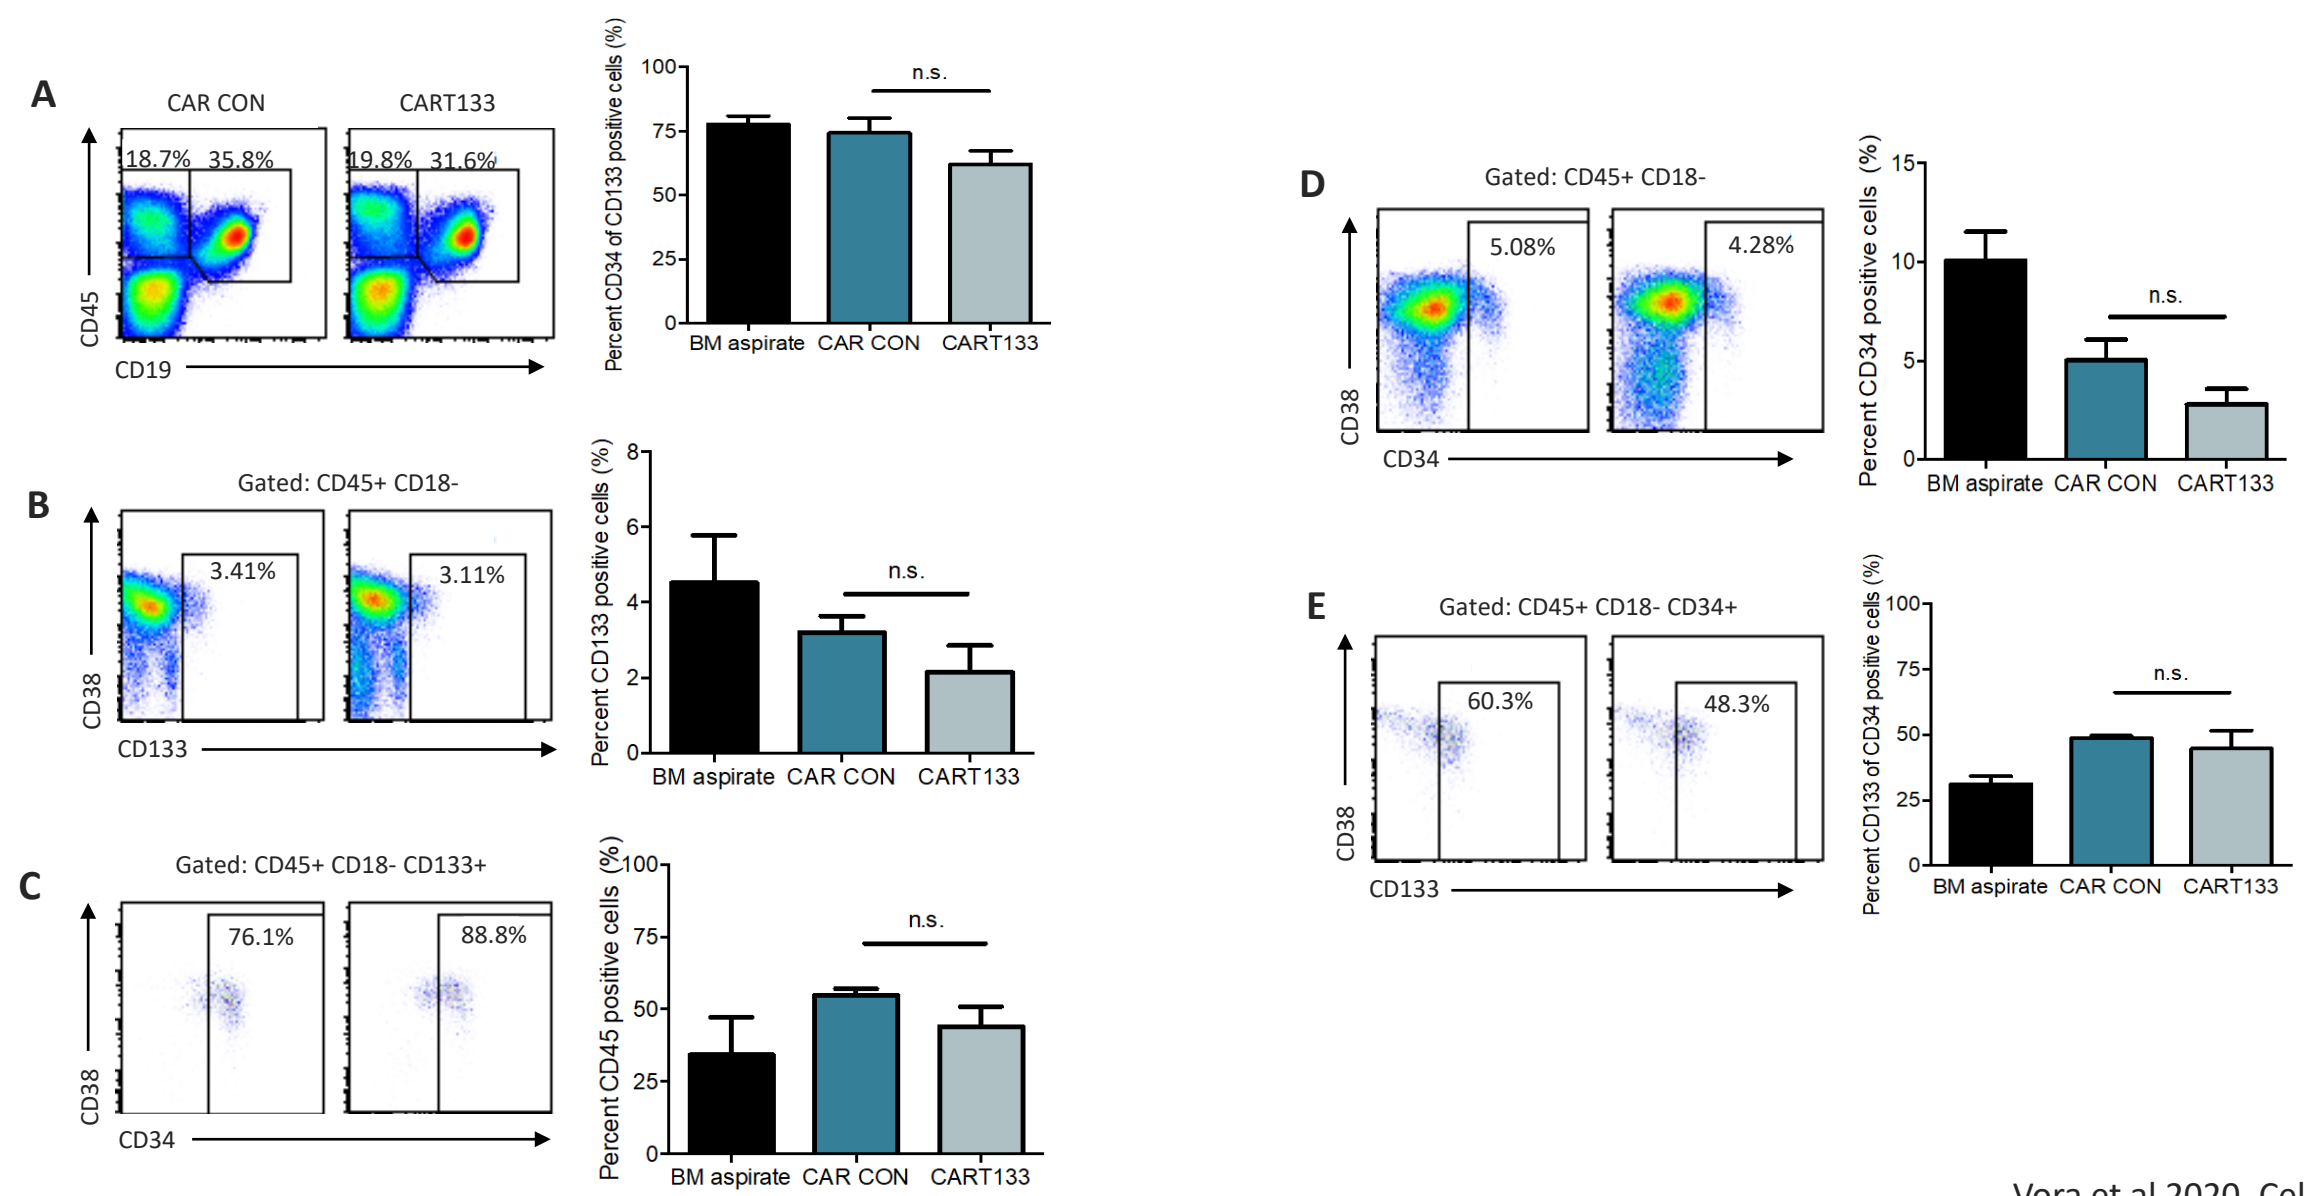 A
CAR CON
CART133
18.7%
35.8%
19.8%
31.6%
CD45
CD19
Percent CD34 of CD133 positive cells (%)
100
75
50
25
0
n.s.
BM aspirate
CAR CON
CART133
B
Gated: CD45+ CD18-
3.41%
3.11%
CD38
CD133
Percent CD133 positive cells (%)
8
6
4
2
0
n.s.
BM aspirate
CAR CON
CART133
C
Gated: CD45+ CD18- CD133+
76.1%
88.8%
CD38
CD34
Percent CD45 positive cells (%)
100
75
50
25
0
n.s.
BM aspirate
CAR CON
CART133
D
Gated: CD45+ CD18-
5.08%
4.28%
CD38
CD34
Percent CD34 positive cells (%)
15
10
5
0
n.s.
BM aspirate
CAR CON
CART133
E
Gated: CD45+ CD18- CD34+
60.3%
48.3%
CD38
CD133
Percent CD133 of CD34 positive cells (%)
100
75
50
25
0
n.s.
BM aspirate
CAR CON
CART133
Vora et al 2020, Cel